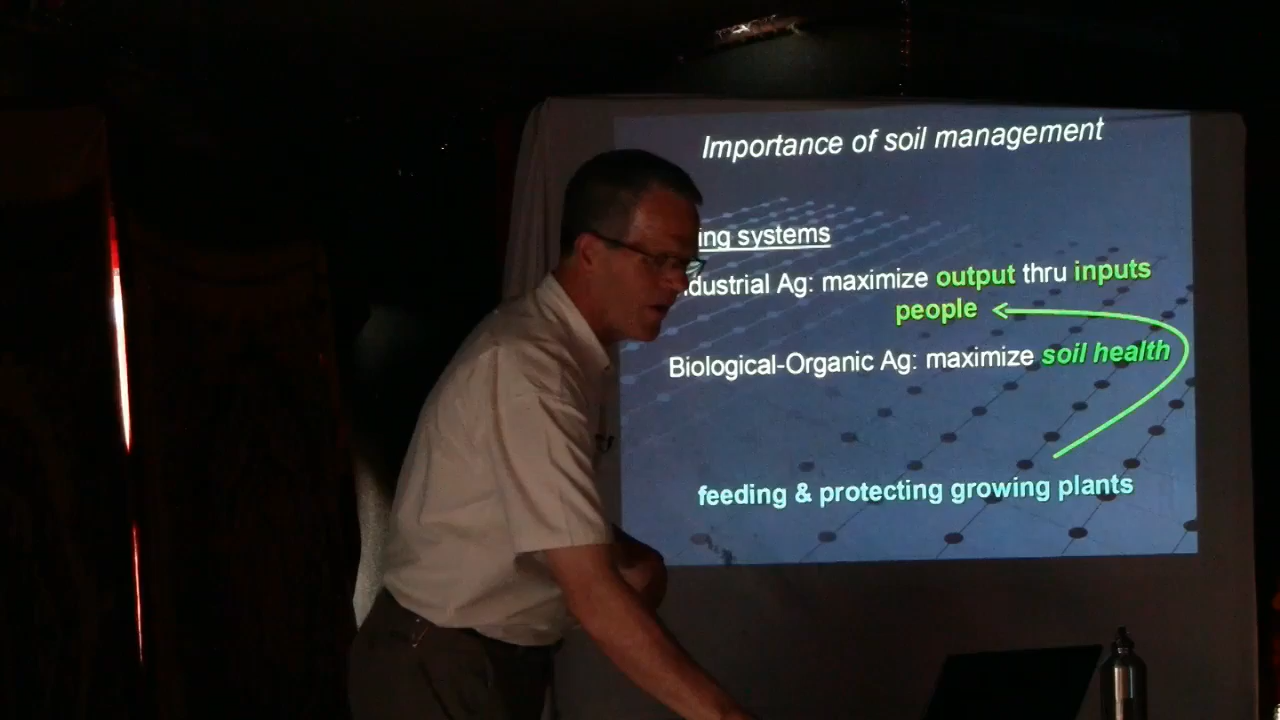 Importance of soil management
ing systems
dustrial Ag: maximize output thru inputs
people
Biological-Organic Ag: maximize soil health
feeding & protecting growing plants